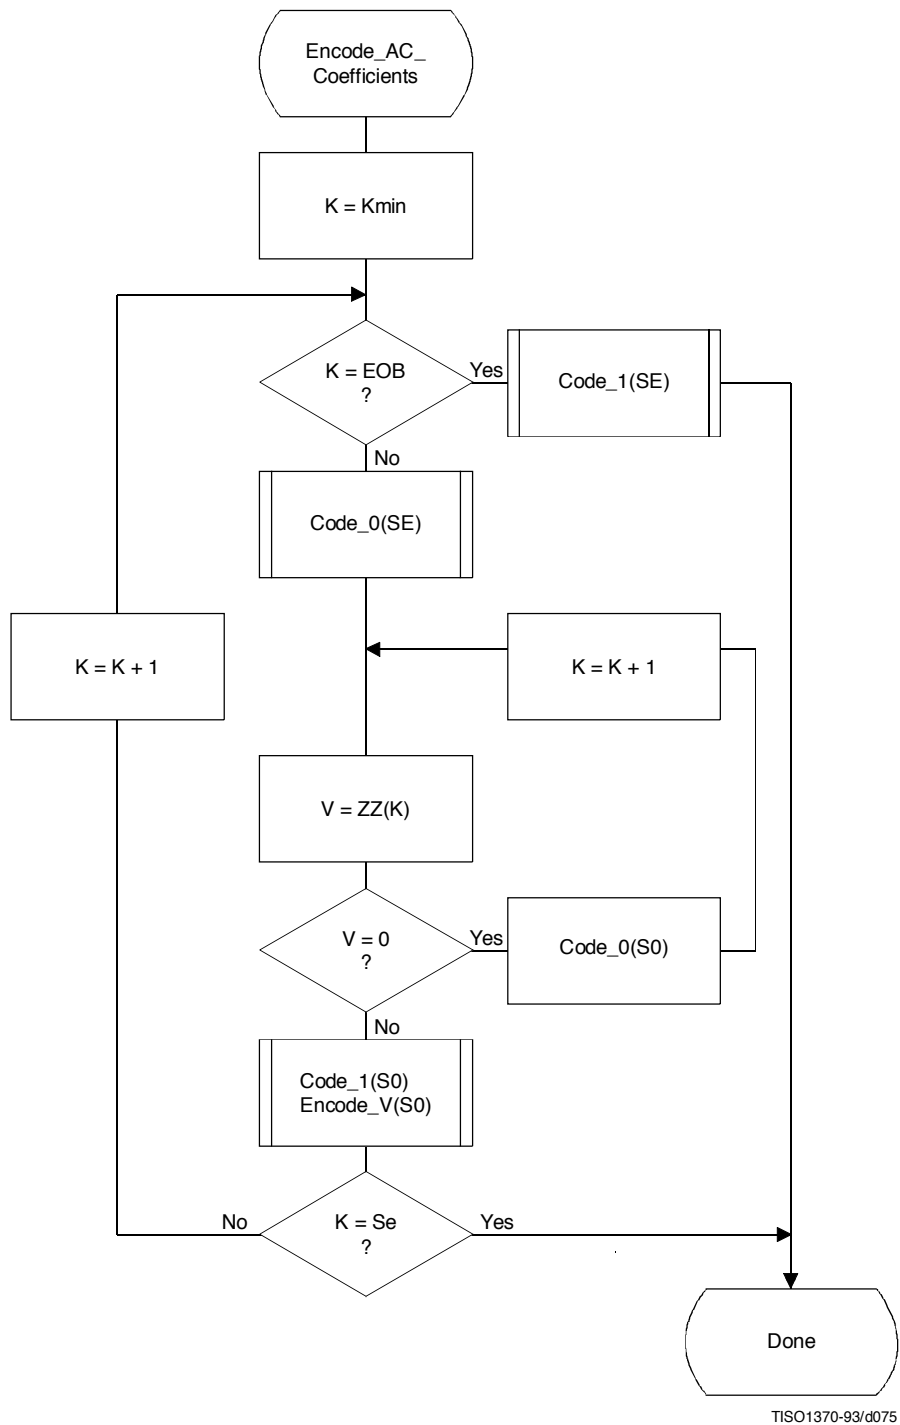 Encode_AC_
Coefficients
K = Kmin
K = EOB
?
Yes
Code_1(SE)
No
Code_0(SE)
K = K + 1
K = K + 1
V = ZZ(K)
V = 0
?
Yes
Code_0(S0)
No
Code_1(S0)
Encode_V(S0)
No
K = Se
?
Yes
Done
TISO1370-93/d075